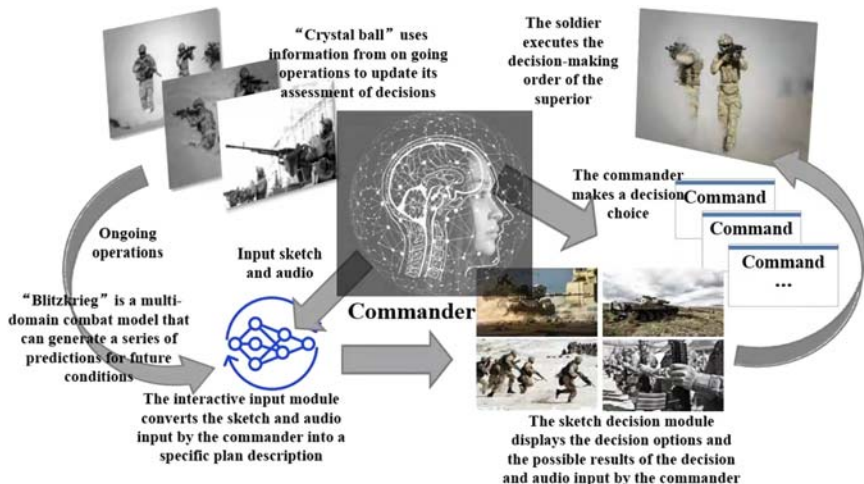 “Crystal ball” uses
information from on going
operations to update its
assessment of decisions
The soldier
executes the
decision-making
order of the
superior
The commander
makes a decision
choice
Command
Command
Command
...
Ongoing
operations
Input sketch
and audio
Commander
“Blitzkrieg” is a multi-
domain combat model that
can generate a series of
predictions for future
conditions
The interactive input module
converts the sketch and audio
input by the commander into a
specific plan description
The sketch decision module
displays the decision options and
the possible results of the decision
and audio input by the commander